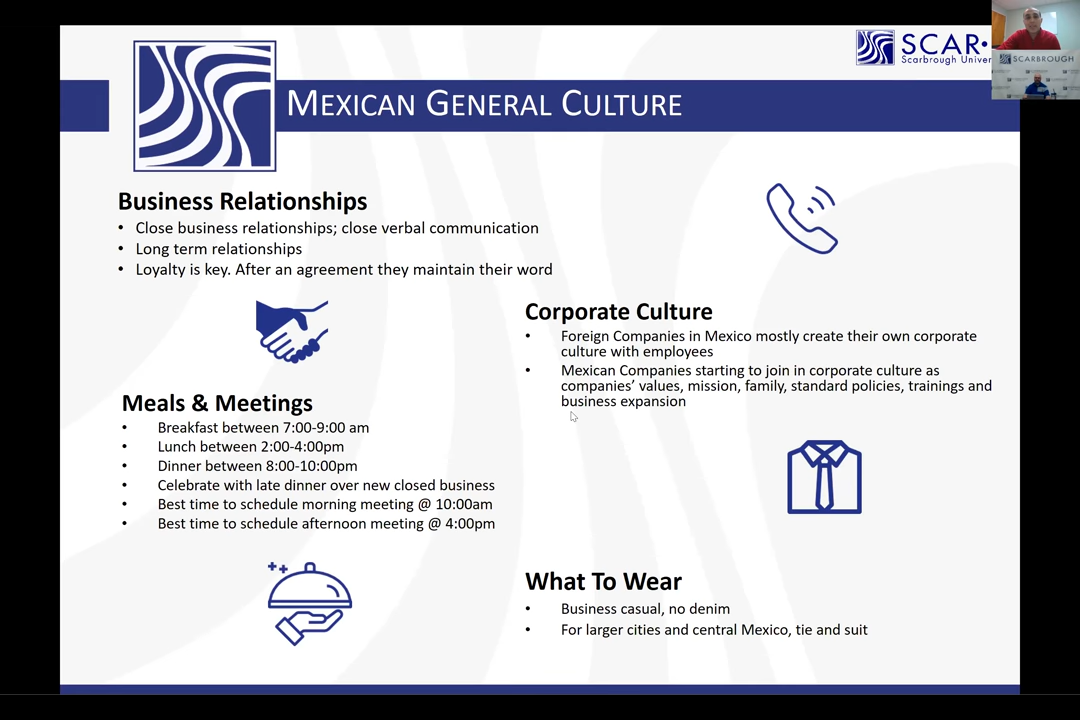 SCAR•
Scarbrough Univer
SCARBROUGH
MEXICAN GENERAL CULTURE
Business Relationships
• Close business relationships; close verbal communication
• Long term relationships
• Loyalty is key. After an agreement they maintain their word
Corporate Culture
• Foreign Companies in Mexico mostly create their own corporate
culture with employees
• Mexican Companies starting to join in corporate culture as
companies’ values, mission, family, standard policies, trainings and
business expansion
Meals & Meetings
• Breakfast between 7:00-9:00 am
• Lunch between 2:00-4:00pm
• Dinner between 8:00-10:00pm
• Celebrate with late dinner over new closed business
• Best time to schedule morning meeting @ 10:00am
• Best time to schedule afternoon meeting @ 4:00pm
What To Wear
• Business casual, no denim
• For larger cities and central Mexico, tie and suit